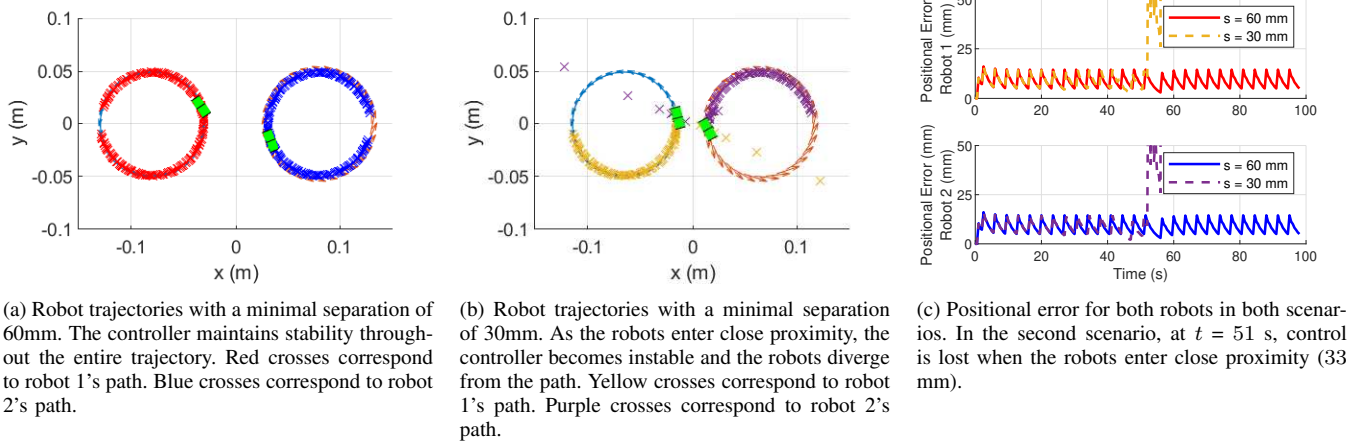 0.1
0.05
0
-0.05
-0.1
y (m)
-0.1 0 0.1
x (m)
0.1
0.05
0
-0.05
-0.1
y (m)
-0.1 0 0.1
x (m)
50
25
0
Positional Error
Robot 1 (mm)
s = 60 mm
s = 30 mm
0 20 40 60 80 100
50
25
0
Positional Error (mm)
Robot 2
s = 60 mm
s = 30 mm
0 20 40 60 80 100
Time (s)
(a) Robot trajectories with a minimal separation of
60mm. The controller maintains stability through-
out the entire trajectory. Red crosses correspond
to robot 1's path. Blue crosses correspond to robot
2's path.
(b) Robot trajectories with a minimal separation
of 30mm. As the robots enter close proximity, the
controller becomes instable and the robots diverge
from the path. Yellow crosses correspond to robot
1's path. Purple crosses correspond to robot 2's
path.
(c) Positional error for both robots in both scenar-
ios. In the second scenario, at t = 51 s, control
is lost when the robots enter close proximity (33
mm).